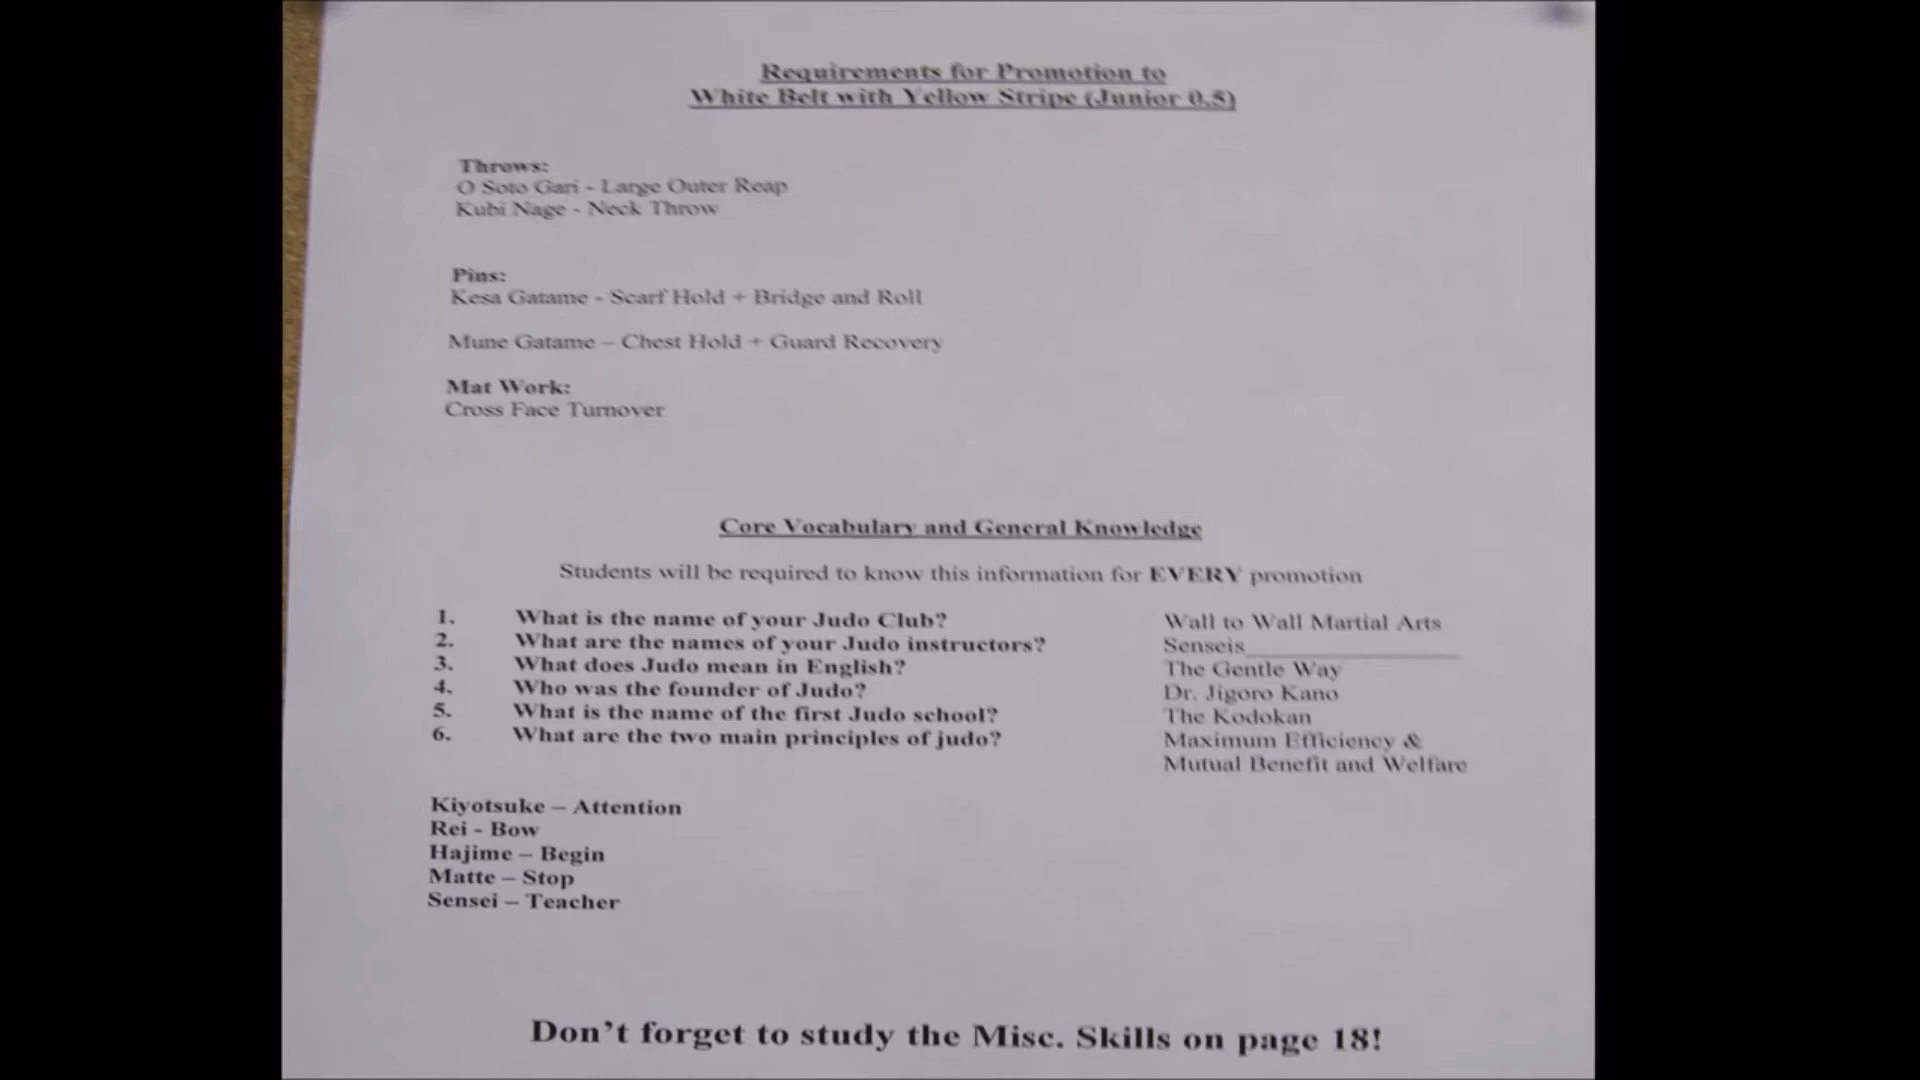 Requirements for Promotion to
White Belt with Yellow Stripe (Junior 0.5)
Throws:
O Soto Gari - Large Outer Reap
Kubi Nage - Neck Throw
Pins:
Kesa Gatame - Scarf Hold + Bridge and Roll
Mune Gatame – Chest Hold + Guard Recovery
Mat Work:
Cross Face Turnover
Core Vocabulary and General Knowledge
Students will be required to know this information for EVERY promotion
1. What is the name of your Judo Club? Wall to Wall Martial Arts
2. What are the names of your Judo instructors? Senseis__________________
3. What does Judo mean in English? The Gentle Way
4. Who was the founder of Judo? Dr. Jigoro Kano
5. What is the name of the first Judo school? The Kodokan
6. What are the two main principles of judo? Maximum Efficiency &
Mutual Benefit and Welfare
Kiyotsuke – Attention
Rei - Bow
Hajime – Begin
Matte – Stop
Sensei – Teacher
Don't forget to study the Misc. Skills on page 18!